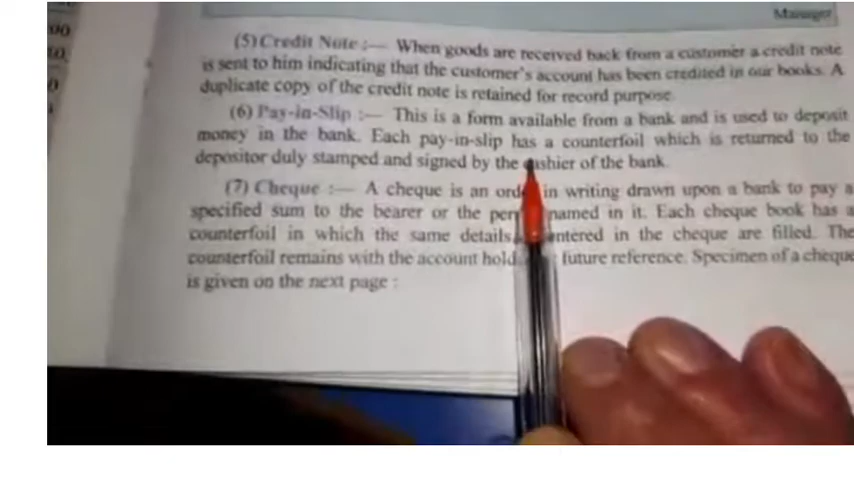 Manager
00
0
(5) Credit Note :— When goods are received back from a customer a credit note
is sent to him indicating that the customer's account has been credited in our books. A
duplicate copy of the credit note is retained for record purpose.
(6) Pay-in-Slip :— This is a form available from a bank and is used to deposit
money in the bank. Each pay-in-slip has a counterfoil which is returned to the
depositor duly stamped and signed by the cashier of the bank.
(7) Cheque :— A cheque is an orde in writing drawn upon a bank to pay a
specified sum to the bearer or the per named in it. Each cheque book has a
counterfoil in which the same details entered in the cheque are filled. The
counterfoil remains with the account hold future reference. Specimen of a cheque
is given on the next page :